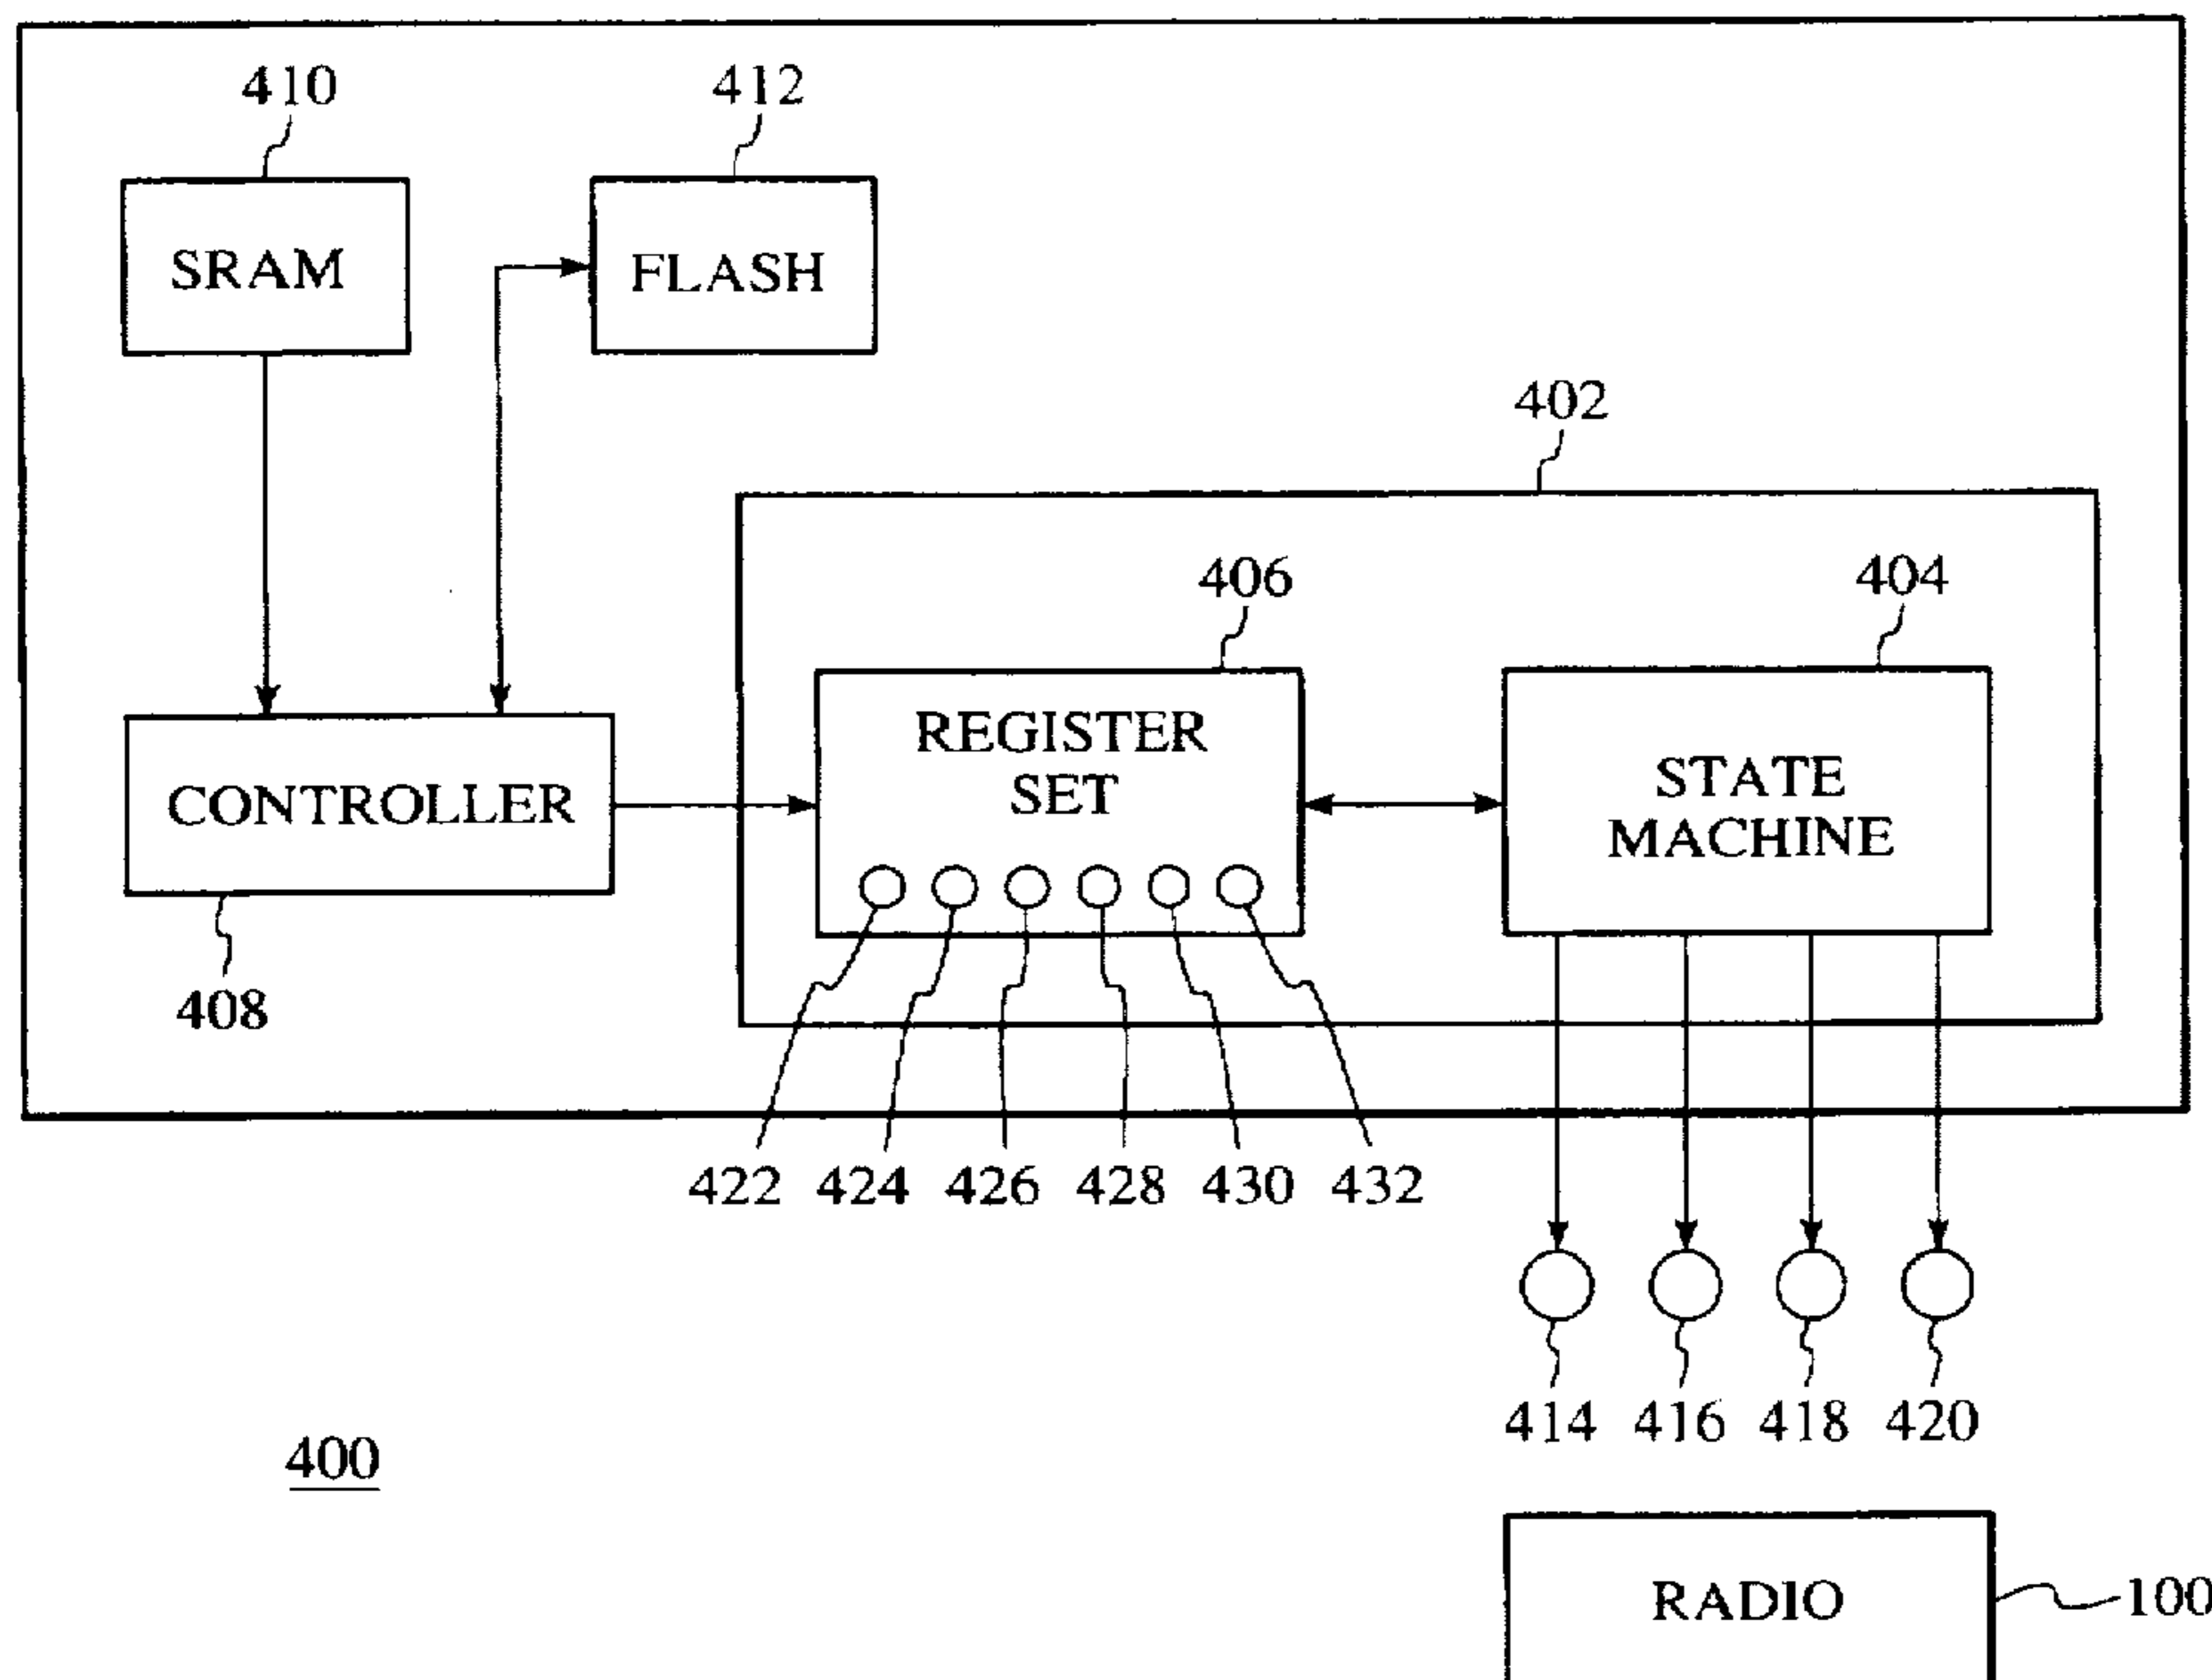 410
412
SRAM
FLASH
402
406
404
REGISTER
SET
STATE
MACHINE
CONTROLLER
408
422 424 426 428 430 432
414 416 418 420
400
RADIO
100